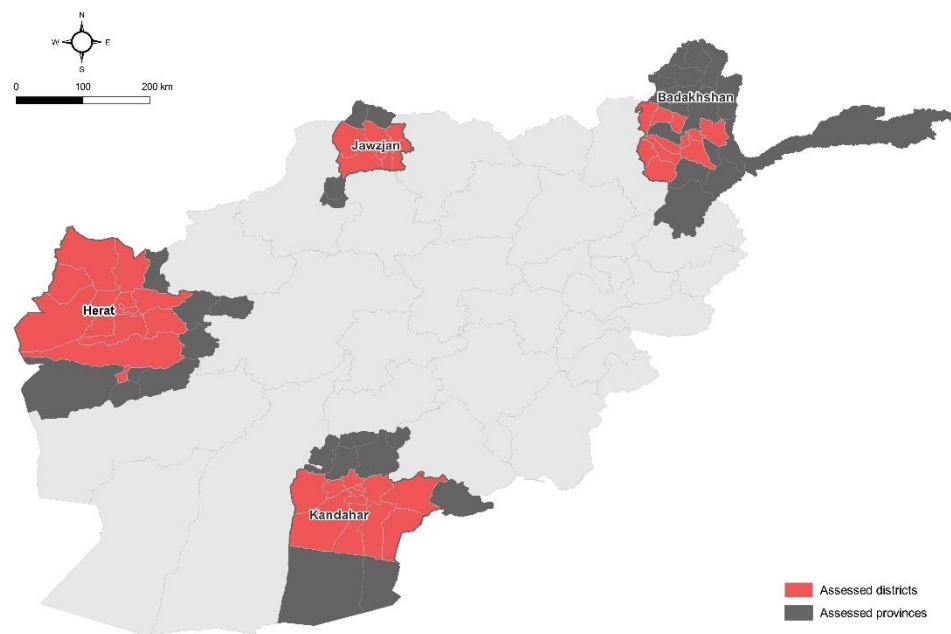 N
W E
S
0 100 200 km
Badakhshan
Jawzjan
Herat
Kandahar
Assessed districts
Assessed provinces